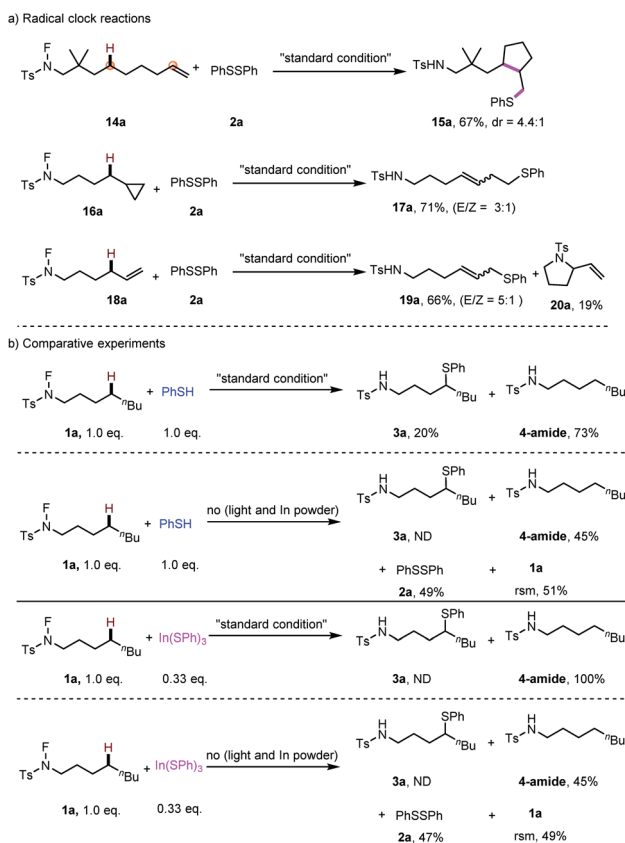 a) Radical clock reactions
F
N
Ts
H
+ PhSSPh
"standard condition"
TsHN
PhS
14a
2a
15a, 67%, dr = 4.4:1
F
N
Ts
H
+ PhSSPh
"standard condition"
TsHN
SPh
16a
2a
17a, 71%, (E/Z = 3:1)
F
N
Ts
H
+ PhSSPh
"standard condition"
TsHN
SPh
+
Ts
N
18a
2a
19a, 66%, (E/Z = 5:1 )
20a, 19%
b) Comparative experiments
F
N
Ts
H
nBu
+ PhSH
"standard condition"
H
N
Ts
SPh
nBu
+
H
N
Ts
nBu
1a, 1.0 eq.
1.0 eq.
3a, 20%
4-amide, 73%
F
N
Ts
H
nBu
+ PhSH
no (light and In powder)
H
N
Ts
SPh
nBu
+
H
N
Ts
nBu
1a, 1.0 eq.
1.0 eq.
3a, ND
4-amide, 45%
+ PhSSPh
+ 1a
2a, 49%
rsm, 51%
F
N
Ts
H
nBu
+ In(SPh)3
"standard condition"
H
N
Ts
SPh
nBu
+
H
N
Ts
nBu
1a, 1.0 eq.
0.33 eq.
3a, ND
4-amide, 100%
F
N
Ts
H
nBu
+ In(SPh)3
no (light and In powder)
H
N
Ts
SPh
nBu
+
H
N
Ts
nBu
1a, 1.0 eq.
0.33 eq.
3a, ND
4-amide, 45%
+ PhSSPh
+ 1a
2a, 47%
rsm, 49%